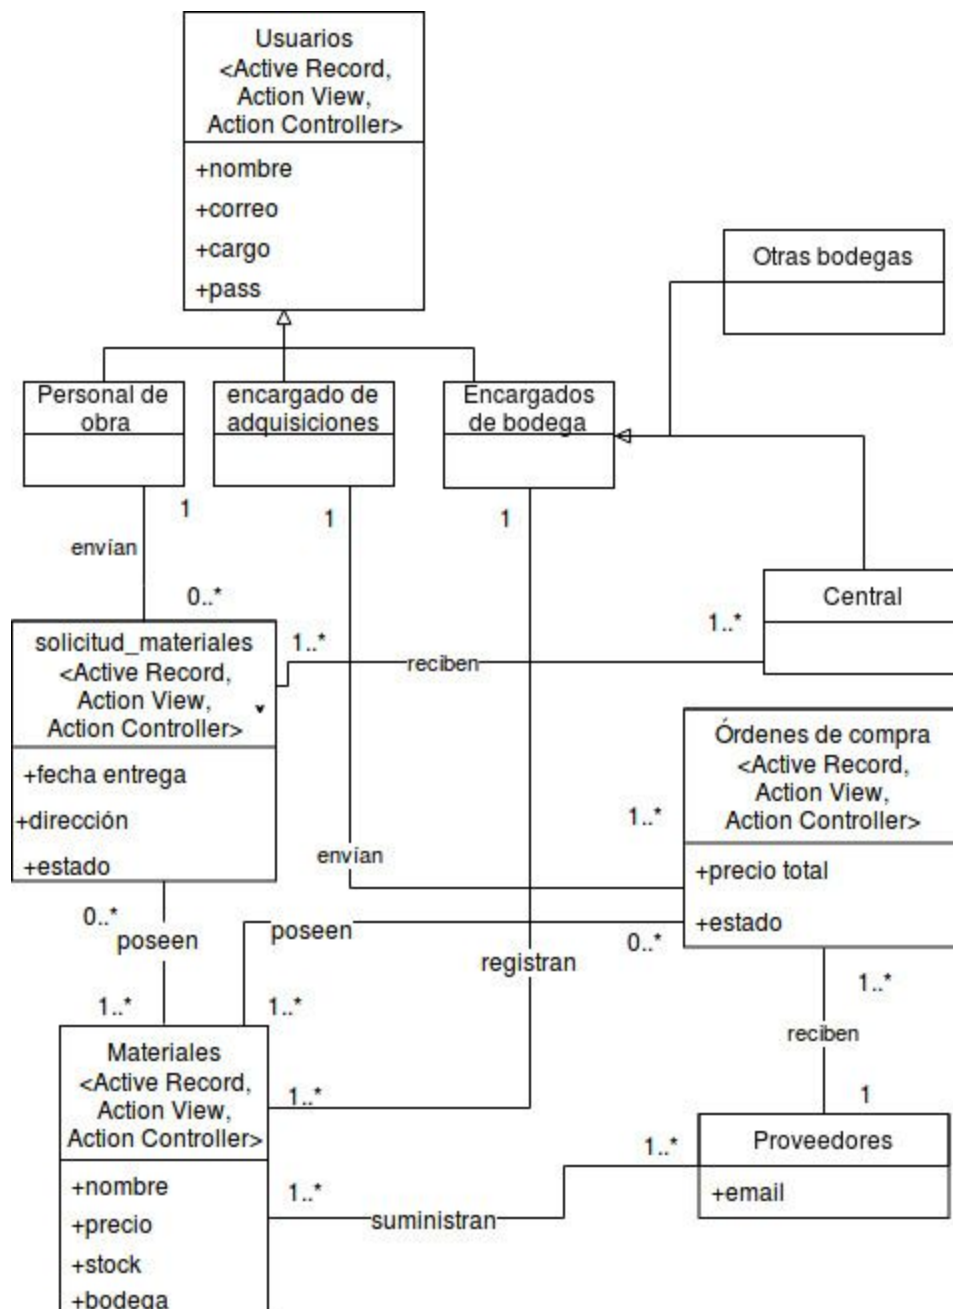 Usuarios
<Active Record,
Action View,
Action Controller>
+nombre
+correo
+cargo
+pass
Otras bodegas
Personal de
obra
encargado de
adquisiciones
Encargados
de bodega
1
1
1
envían
0..*
Central
1..*
solicitud_materiales
<Active Record,
Action View,
Action Controller>
1..*
reciben
+fecha entrega
+dirección
+estado
Órdenes de compra
<Active Record,
Action View,
Action Controller>
1..*
+precio total
+estado
envían
0..*
poseen
poseen
0..*
registran
1..*
1..*
1..*
reciben
1
Materiales
<Active Record,
Action View,
Action Controller>
1..*
+nombre
+precio
+stock
+bodega
Proveedores
+email
1..*
1..*
suministran